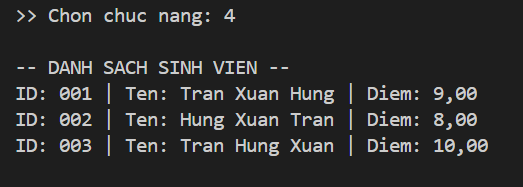 >> Chon chuc nang: 4
-- DANH SACH SINH VIEN --
ID: 001 | Ten: Tran Xuan Hung | Diem: 9,00
ID: 002 | Ten: Hung Xuan Tran | Diem: 8,00
ID: 003 | Ten: Tran Hung Xuan | Diem: 10,00